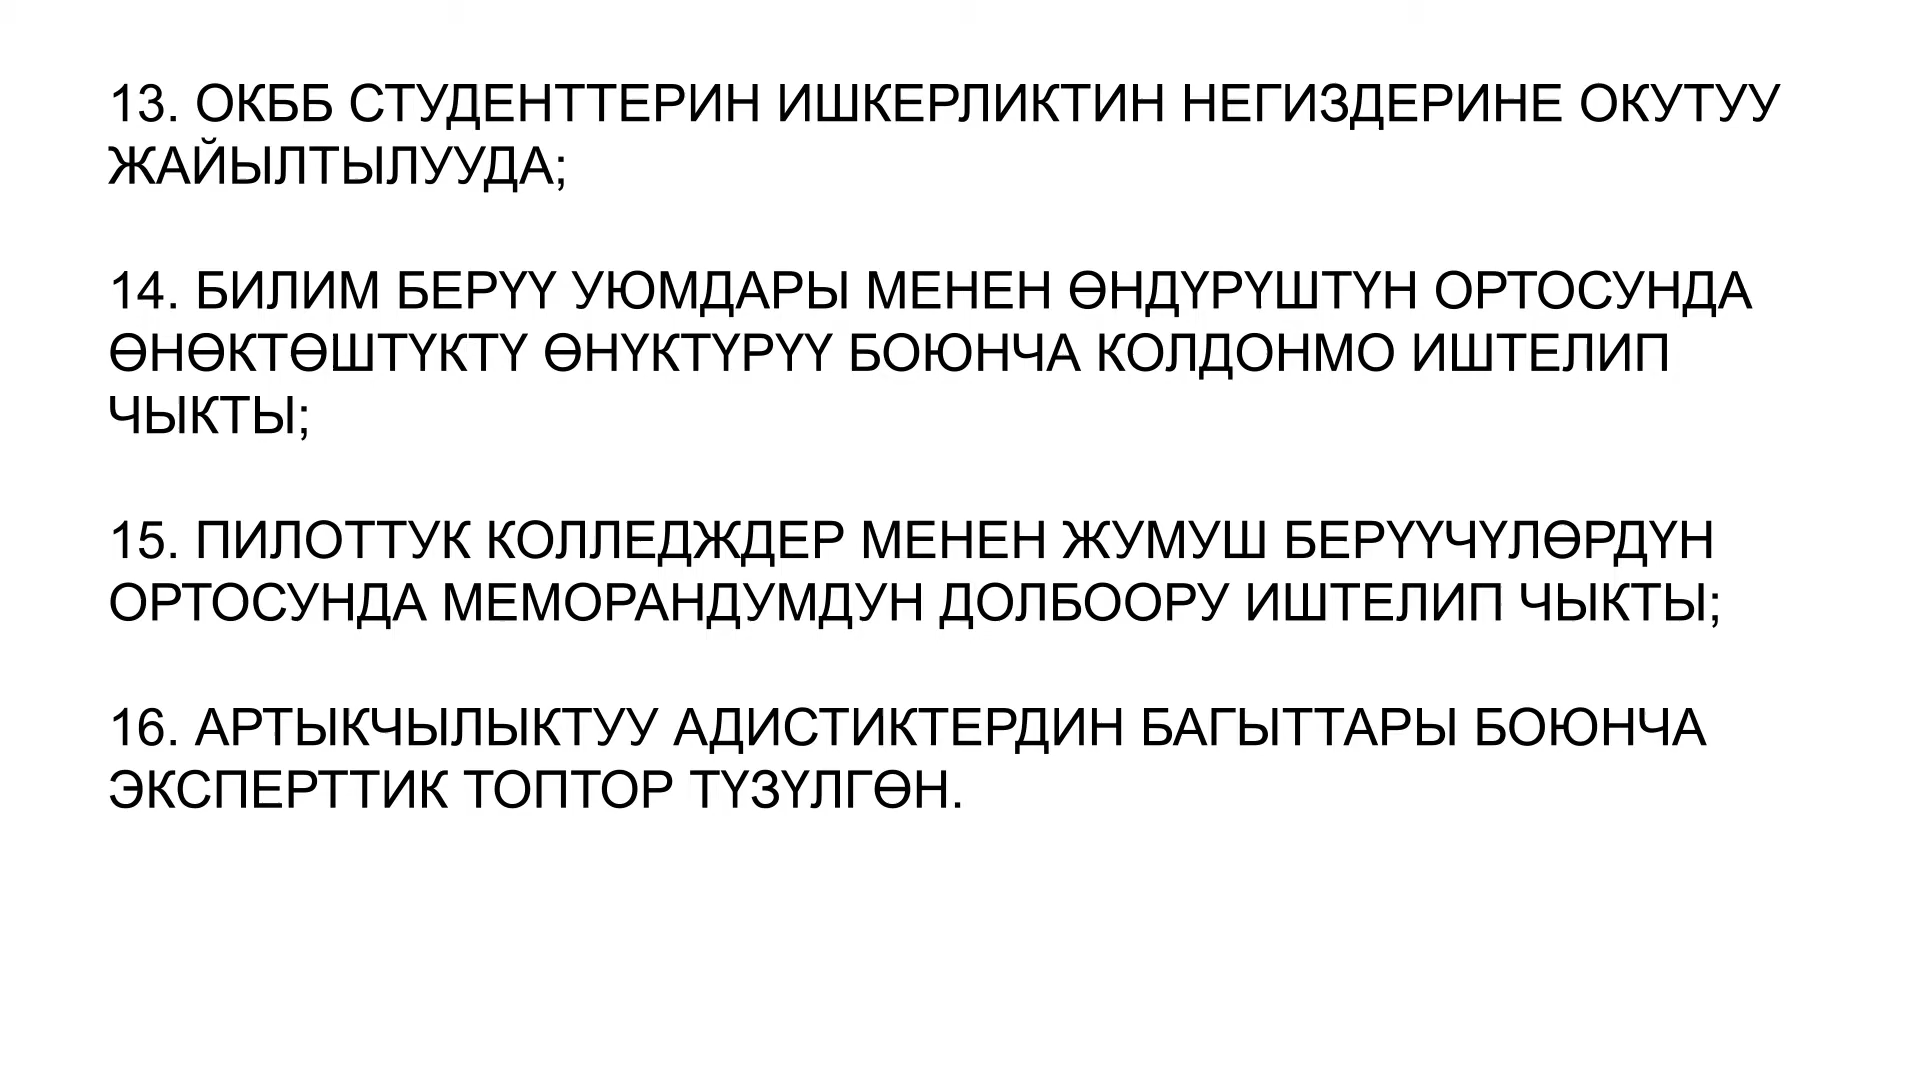 13. ОКББ СТУДЕНТТЕРИН ИШКЕРЛИКТИН НЕГИЗДЕРИНЕ ОКУТУУ
ЖАЙЫЛТЫЛУУДА;
14. БИЛИМ БЕРҮҮ УЮМДАРЫ МЕНЕН ӨНДҮРҮШТҮН ОРТОСУНДА
ӨНӨКТӨШТҮКТҮ ӨНҮКТҮРҮҮ БОЮНЧА КОЛДОНМО ИШТЕЛИП
ЧЫКТЫ;
15. ПИЛОТТУК КОЛЛЕДЖДЕР МЕНЕН ЖУМУШ БЕРҮҮЧҮЛӨРДҮН
ОРТОСУНДА МЕМОРАНДУМДУН ДОЛБООРУ ИШТЕЛИП ЧЫКТЫ;
16. АРТЫКЧЫЛЫКТУУ АДИСТИКТЕРДИН БАГЫТТАРЫ БОЮНЧА
ЭКСПЕРТТИК ТОПТОР ТҮЗҮЛГӨН.